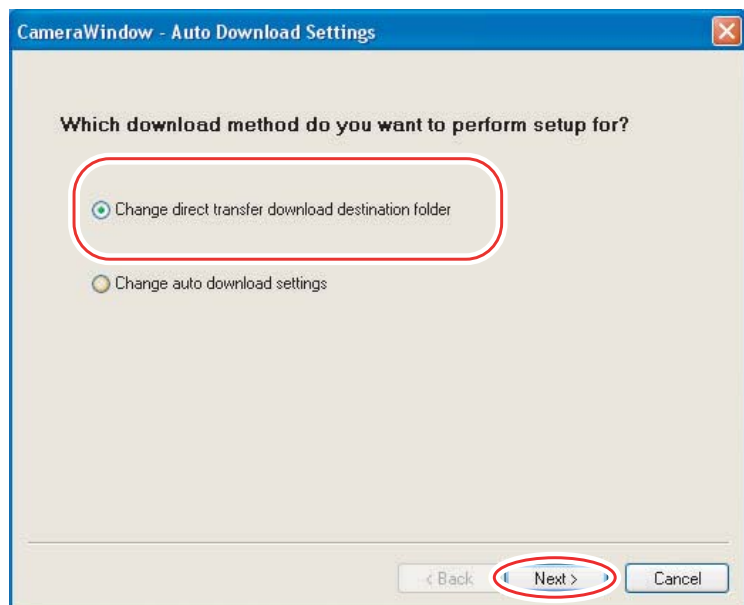 CameraWindow - Auto Download Settings
Which download method do you want to perform setup for?
Change direct transfer download destination folder
Change auto download settings
< Back Next > Cancel